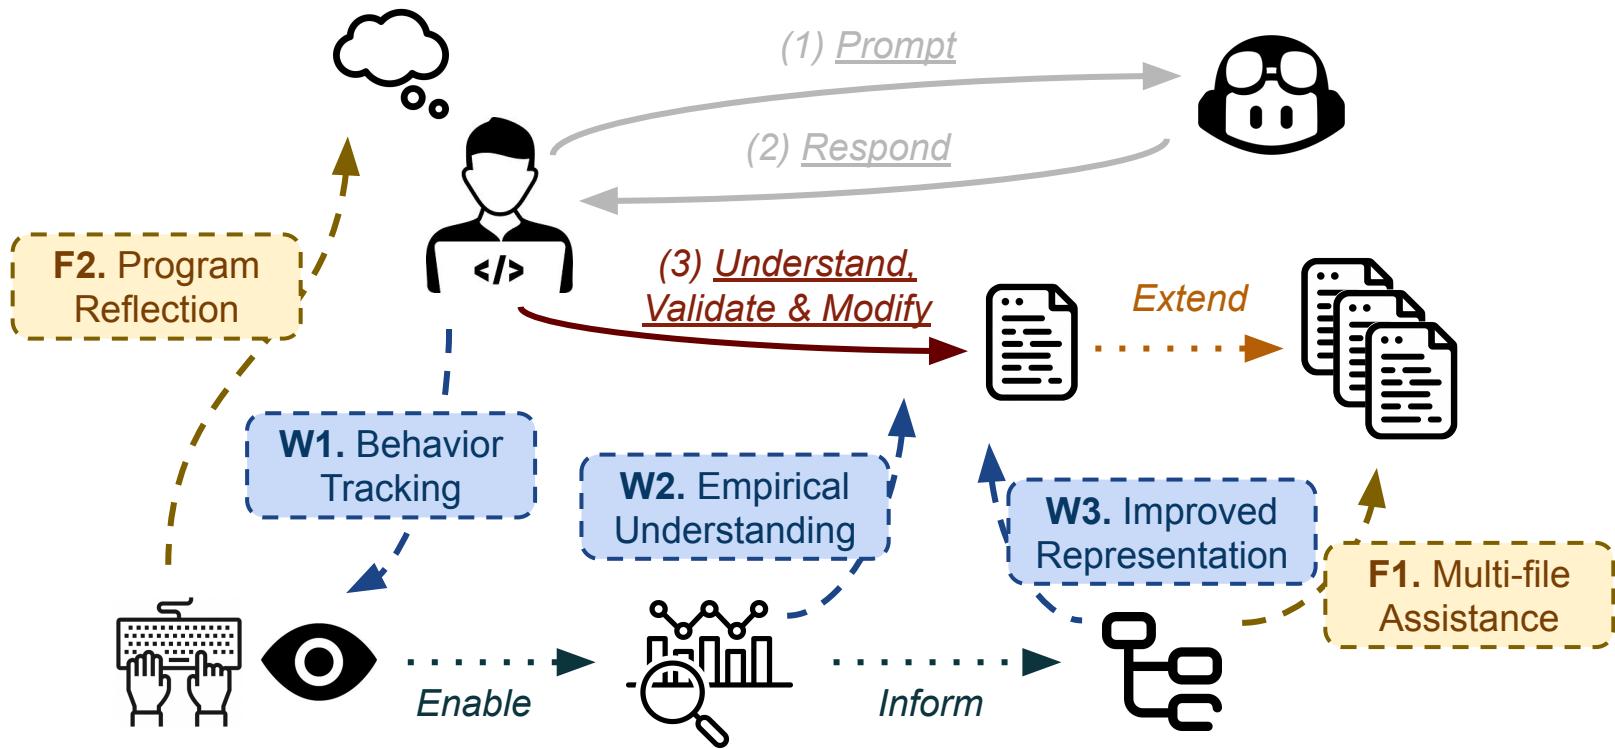 (1) Prompt
(2) Respond
</>
F2. Program
Reflection
(3) Understand,
Validate & Modify
Extend
W1. Behavior
Tracking
W2. Empirical
Understanding
W3. Improved
Representation
F1. Multi-file
Assistance
Enable
Inform